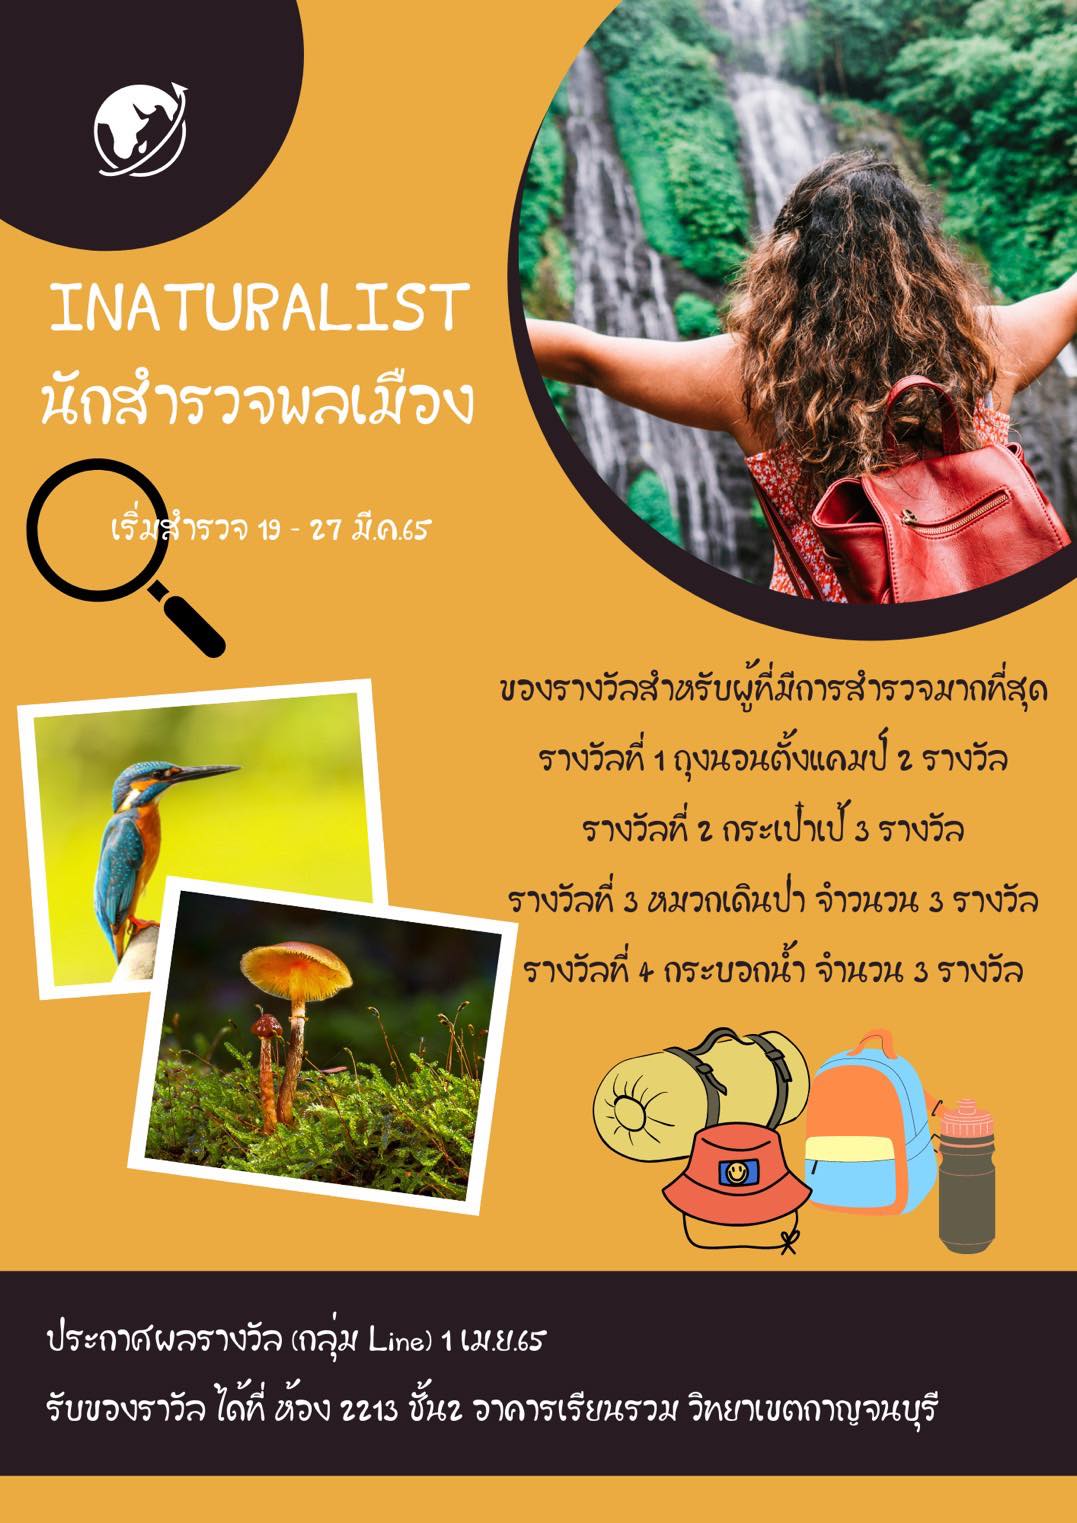 INATURALIST
นักสำรวจพลเมือง
เริ่มสำรวจ 19 - 27 มี.ค.65
ของรางวัลสำหรับผู้ที่มีการสำรวจมากที่สุด
รางวัลที่ 1 ถุงนอนตั้งแคมป์ 2 รางวัล
รางวัลที่ 2 กระเป๋าเป้ 3 รางวัล
รางวัลที่ 3 หมวกเดินป่า จำวนวน 3 รางวัล
รางวัลที่ 4 กระบอกน้ำ จำนวน 3 รางวัล
ประกาศผลรางวัล (กลุ่ม Line) 1 เม.ย.65
รับของราวัล ได้ที่ ห้อง 2213 ชั้น2 อาคารเรียนรวม วิทยาเขตกาญจนบุรี